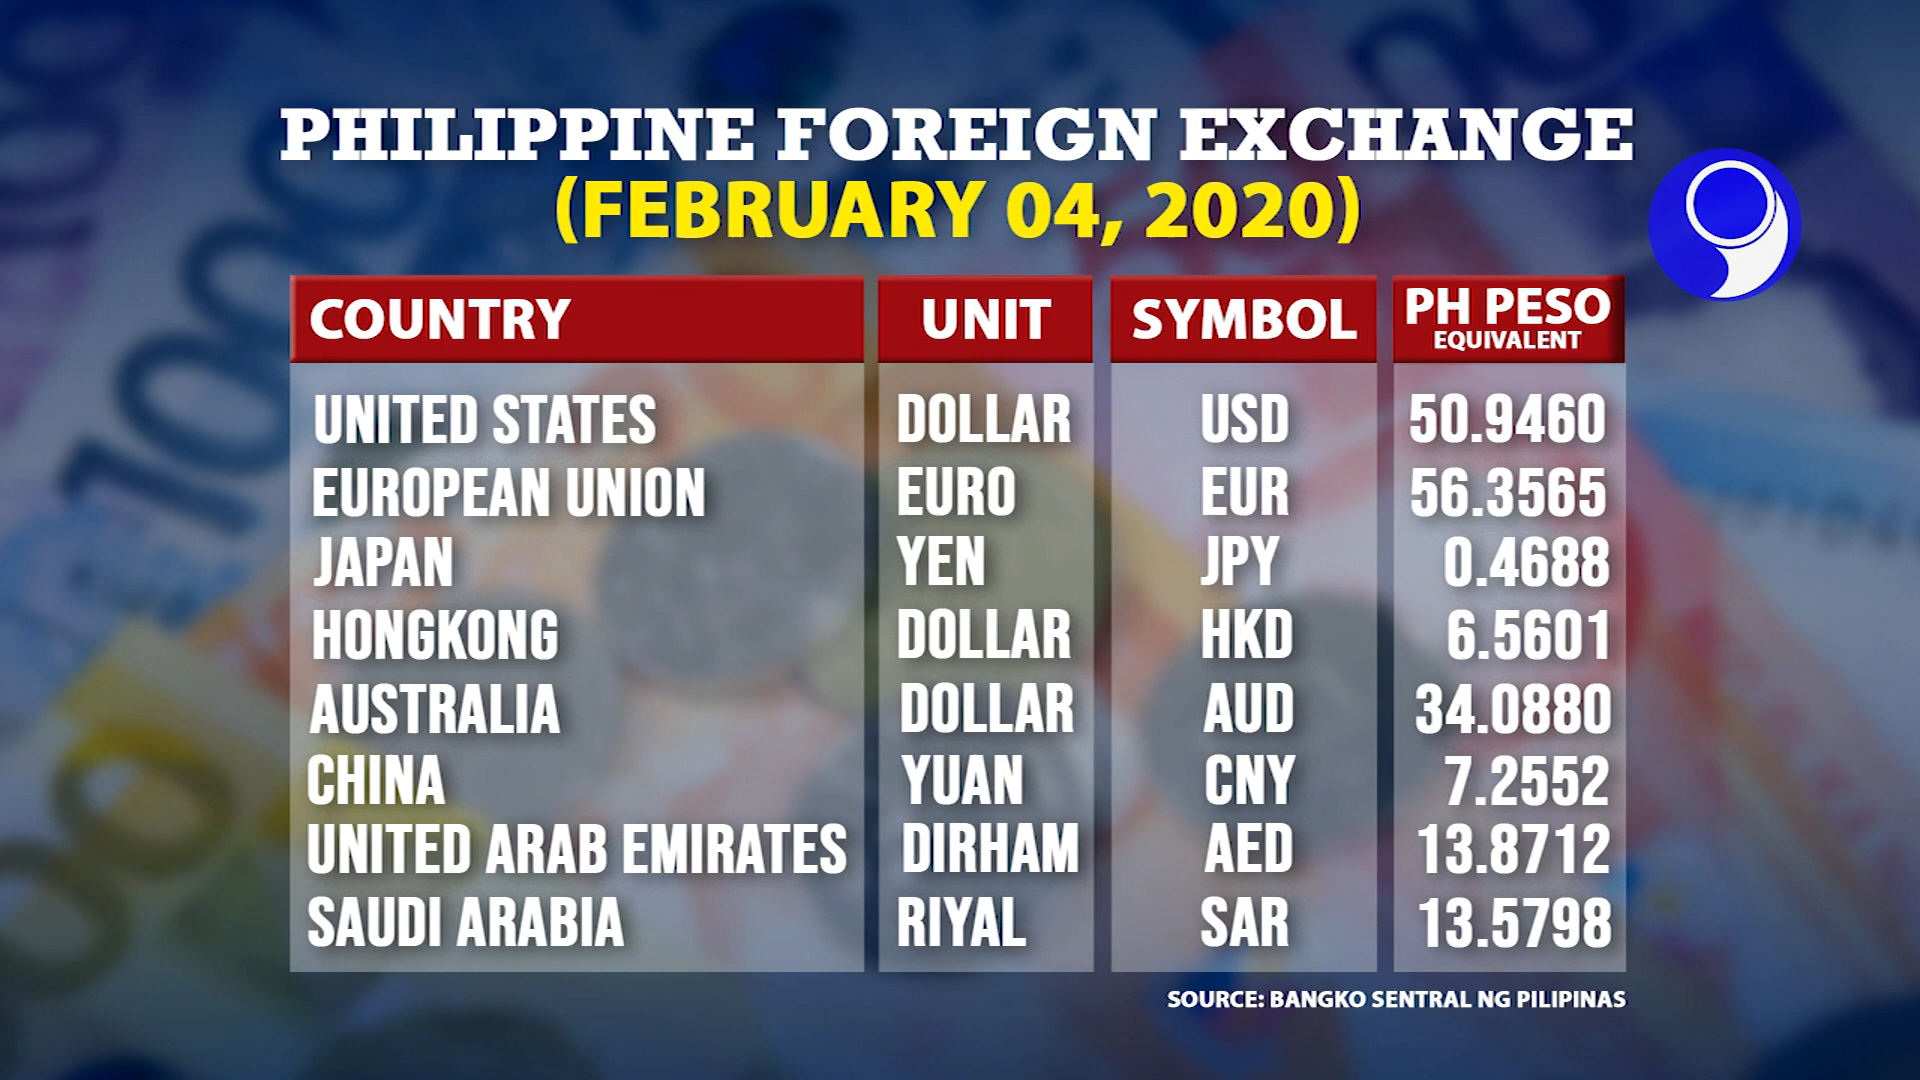 PHILIPPINE FOREIGN EXCHANGE
(FEBRUARY 04, 2020)
COUNTRY UNIT SYMBOL PH PESO EQUIVALENT
UNITED STATES DOLLAR USD 50.9460
EUROPEAN UNION EURO EUR 56.3565
JAPAN YEN JPY 0.4688
HONGKONG DOLLAR HKD 6.5601
AUSTRALIA DOLLAR AUD 34.0880
CHINA YUAN CNY 7.2552
UNITED ARAB EMIRATES DIRHAM AED 13.8712
SAUDI ARABIA RIYAL SAR 13.5798
SOURCE: BANGKO SENTRAL NG PILIPINAS